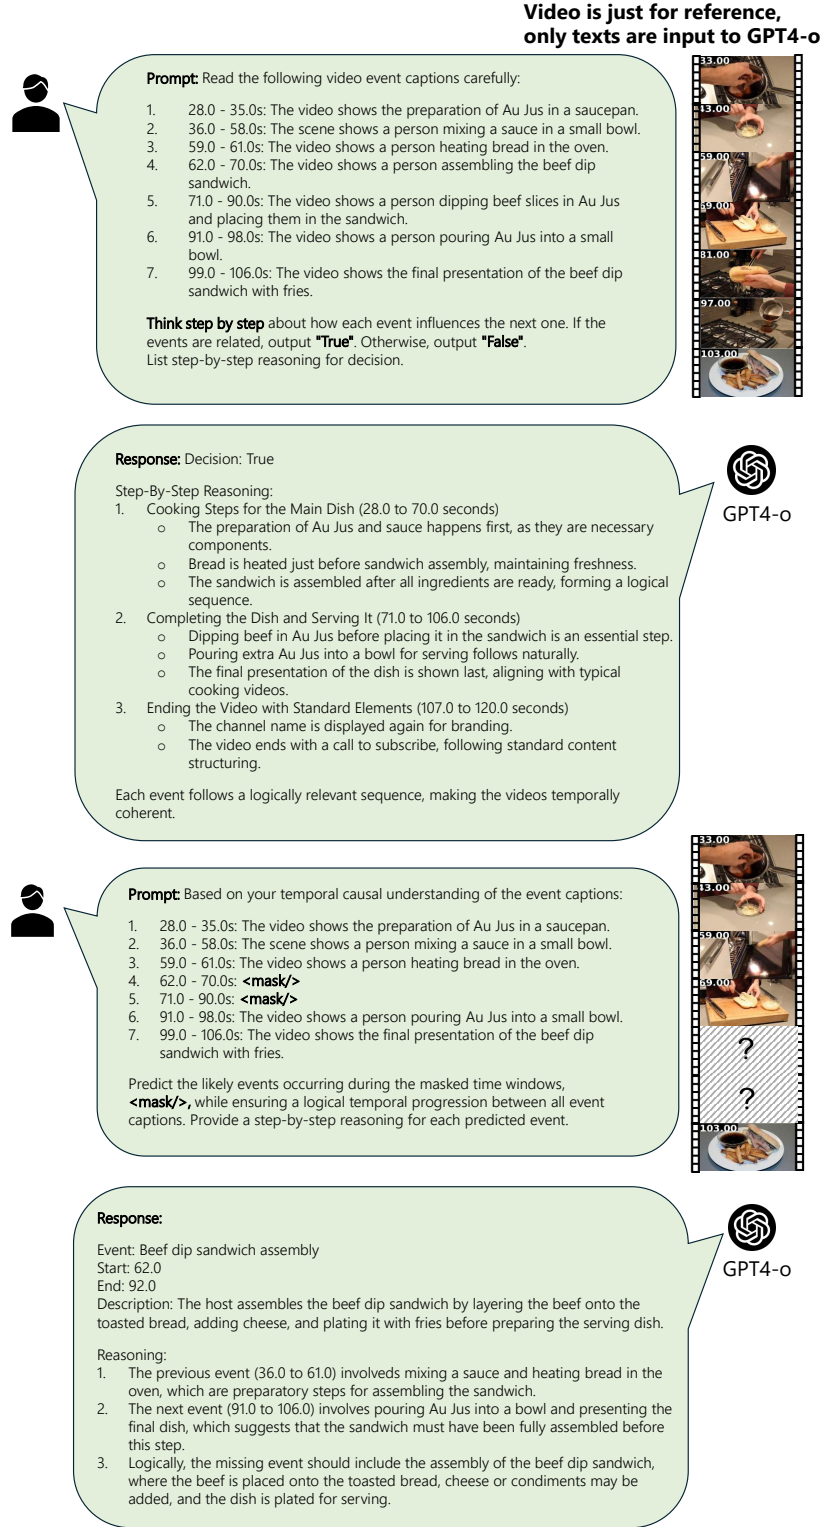 Video is just for reference,
only texts are input to GPT4-o
Prompt: Read the following video event captions carefully:
1. 28.0 - 35.0s: The video shows the preparation of Au Jus in a saucepan.
2. 36.0 - 58.0s: The scene shows a person mixing a sauce in a small bowl.
3. 59.0 - 61.0s: The video shows a person heating bread in the oven.
4. 62.0 - 70.0s: The video shows a person assembling the beef dip
sandwich.
5. 71.0 - 90.0s: The video shows a person dipping beef slices in Au Jus
and placing them in the sandwich.
6. 91.0 - 98.0s: The video shows a person pouring Au Jus into a small
bowl.
7. 99.0 - 106.0s: The video shows the final presentation of the beef dip
sandwich with fries.
Think step by step about how each event influences the next one. If the
events are related, output "True". Otherwise, output "False".
List step-by-step reasoning for decision.
33.00
43.00
59.00
69.00
81.00
97.00
103.00
Response: Decision: True
Step-By-Step Reasoning:
1. Cooking Steps for the Main Dish (28.0 to 70.0 seconds)
o The preparation of Au Jus and sauce happens first, as they are necessary
components.
o Bread is heated just before sandwich assembly, maintaining freshness.
o The sandwich is assembled after all ingredients are ready, forming a logical
sequence.
2. Completing the Dish and Serving It (71.0 to 106.0 seconds)
o Dipping beef in Au Jus before placing it in the sandwich is an essential step.
o Pouring extra Au Jus into a bowl for serving follows naturally.
o The final presentation of the dish is shown last, aligning with typical
cooking videos.
3. Ending the Video with Standard Elements (107.0 to 120.0 seconds)
o The channel name is displayed again for branding.
o The video ends with a call to subscribe, following standard content
structuring.
Each event follows a logically relevant sequence, making the videos temporally
coherent.
GPT4-o
Prompt: Based on your temporal causal understanding of the event captions:
1. 28.0 - 35.0s: The video shows the preparation of Au Jus in a saucepan.
2. 36.0 - 58.0s: The scene shows a person mixing a sauce in a small bowl.
3. 59.0 - 61.0s: The video shows a person heating bread in the oven.
4. 62.0 - 70.0s: <mask/>
5. 71.0 - 90.0s: <mask/>
6. 91.0 - 98.0s: The video shows a person pouring Au Jus into a small bowl.
7. 99.0 - 106.0s: The video shows the final presentation of the beef dip
sandwich with fries.
Predict the likely events occurring during the masked time windows,
<mask/>, while ensuring a logical temporal progression between all event
captions. Provide a step-by-step reasoning for each predicted event.
33.00
43.00
59.00
69.00
?
?
103.00
Response:
Event: Beef dip sandwich assembly
Start: 62.0
End: 92.0
Description: The host assembles the beef dip sandwich by layering the beef onto the
toasted bread, adding cheese, and plating it with fries before preparing the serving dish.
Reasoning:
1. The previous event (36.0 to 61.0) involveds mixing a sauce and heating bread in the
oven, which are preparatory steps for assembling the sandwich.
2. The next event (91.0 to 106.0) involves pouring Au Jus into a bowl and presenting the
final dish, which suggests that the sandwich must have been fully assembled before
this step.
3. Logically, the missing event should include the assembly of the beef dip sandwich,
where the beef is placed onto the toasted bread, cheese or condiments may be
added, and the dish is plated for serving.
GPT4-o